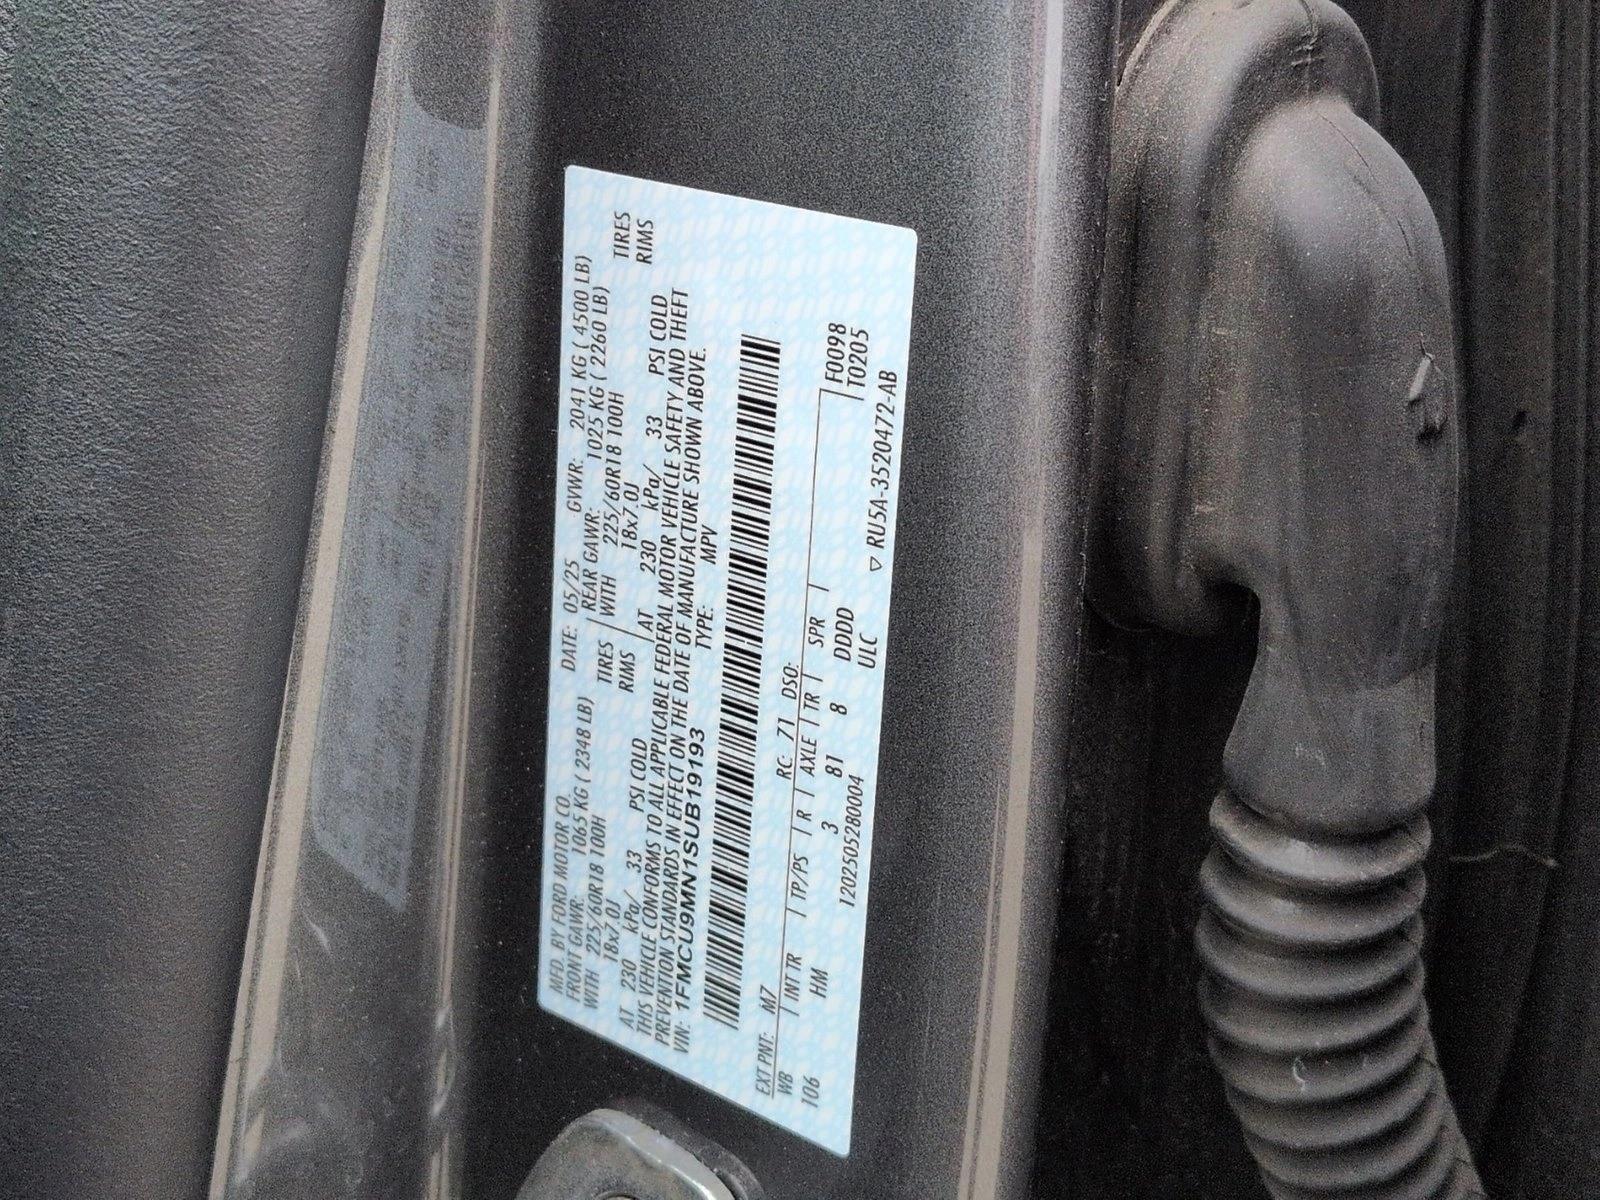 MFD. BY FORD MOTOR CO. DATE: 05/25 GVWR: 2041 KG ( 4500 LB)
FRONT GAWR: 1065 KG ( 2348 LB) REAR GAWR: 1025 KG ( 2260 LB)
WITH 225/60R18 100H TIRES WITH 225/60R18 100H TIRES
18x7.0J RIMS 18x7.0J RIMS
AT 230 kPa/ 33 PSI COLD AT 230 kPa/ 33 PSI COLD
THIS VEHICLE CONFORMS TO ALL APPLICABLE FEDERAL MOTOR VEHICLE SAFETY AND THEFT
PREVENTION STANDARDS IN EFFECT ON THE DATE OF MANUFACTURE SHOWN ABOVE.
VIN: 1FMCU9MN1SUB19193 TYPE: MPV
EXT PNT: M7 RC: 71 DSO:
WB INT TR TP/PS R AXLE TR SPR F0098
106 HM 3 81 8 DDDD T0205
1202505280004 ULC
▽ RU5A-3520472-AB